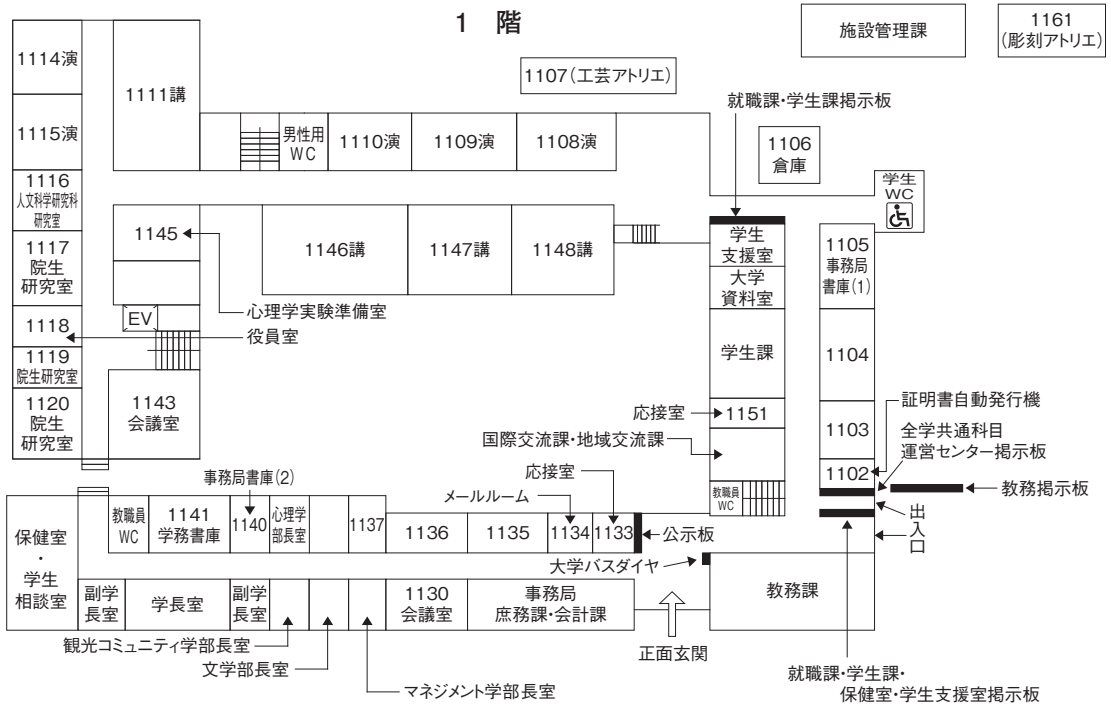 1 階
施設管理課
1161
(彫刻アトリエ)
1107(工芸アトリエ)
就職課・学生課掲示板
1106
倉庫
学生
WC
1114演
1115演
1116
人文科学研究科
研究室
1117
院生
研究室
1118
1119
院生研究室
1120
院生
研究室
1111講
男性用
WC
1110演
1109演
1108演
1145
1146講
1147講
1148講
心理学実験準備室
役員室
EV
1143
会議室
学生
支援室
大学
資料室
学生課
応接室
1151
国際交流課・地域交流課
教職員
WC
1105
事務局
書庫(1)
1104
1103
1102
証明書自動発行機
全学共通科目
運営センター掲示板
教務掲示板
出
入
口
保健室
・
学生
相談室
教職員
WC
1141
学務書庫
事務局書庫(2)
1140
心理学
部長室
1137
1136
1135
メールルーム
1134
応接室
1133
公示板
大学バスダイヤ
教務課
副学
長室
学長室
副学
長室
1130
会議室
事務局
庶務課・会計課
観光コミュニティ学部長室
文学部長室
マネジメント学部長室
正面玄関
就職課・学生課・
保健室・学生支援室掲示板